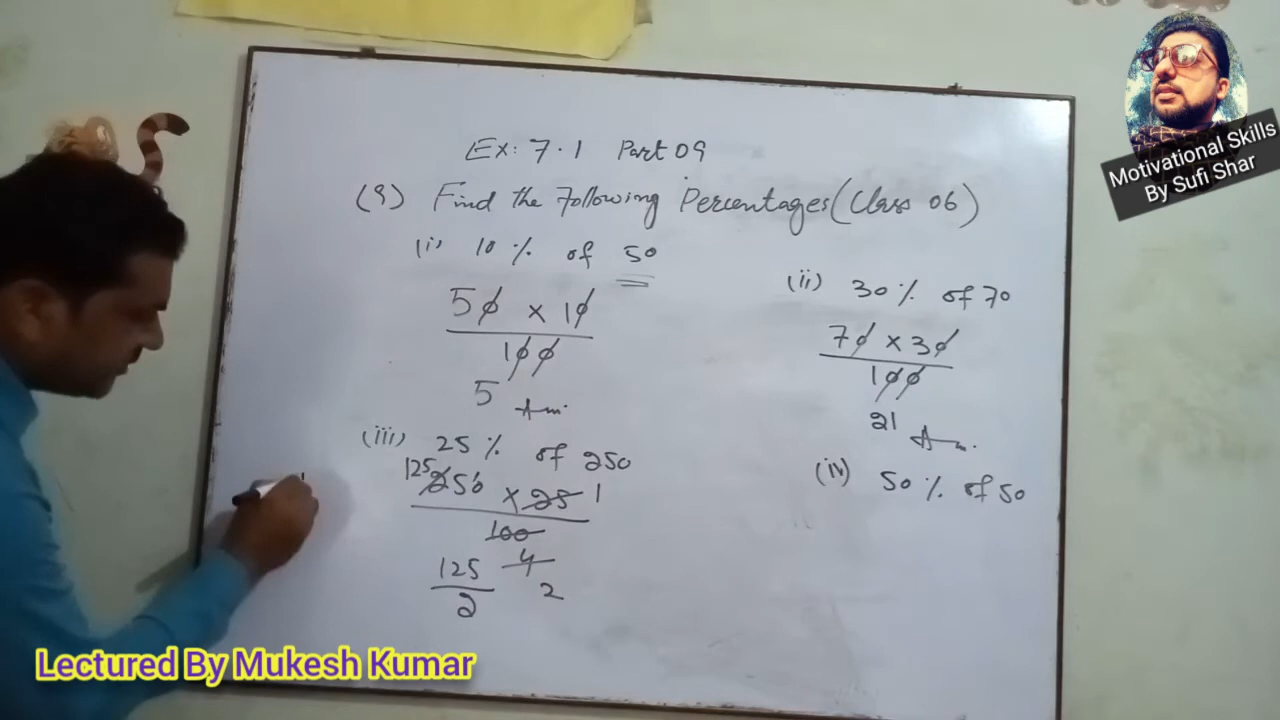 Motivational Skills
By Sufi Shar
Ex: 7.1 Part 09
(9) Find the Following Percentages (Class 06)
(i) 10 % of 50
50 x 10
100
5 Ans.
(ii) 30 % of 70
70 x 30
100
21 Ans.
(iii) 25 % of 250
125 250 x 25 1
100
4
125
2
2
(iv) 50 % of 50
Lectured By Mukesh Kumar